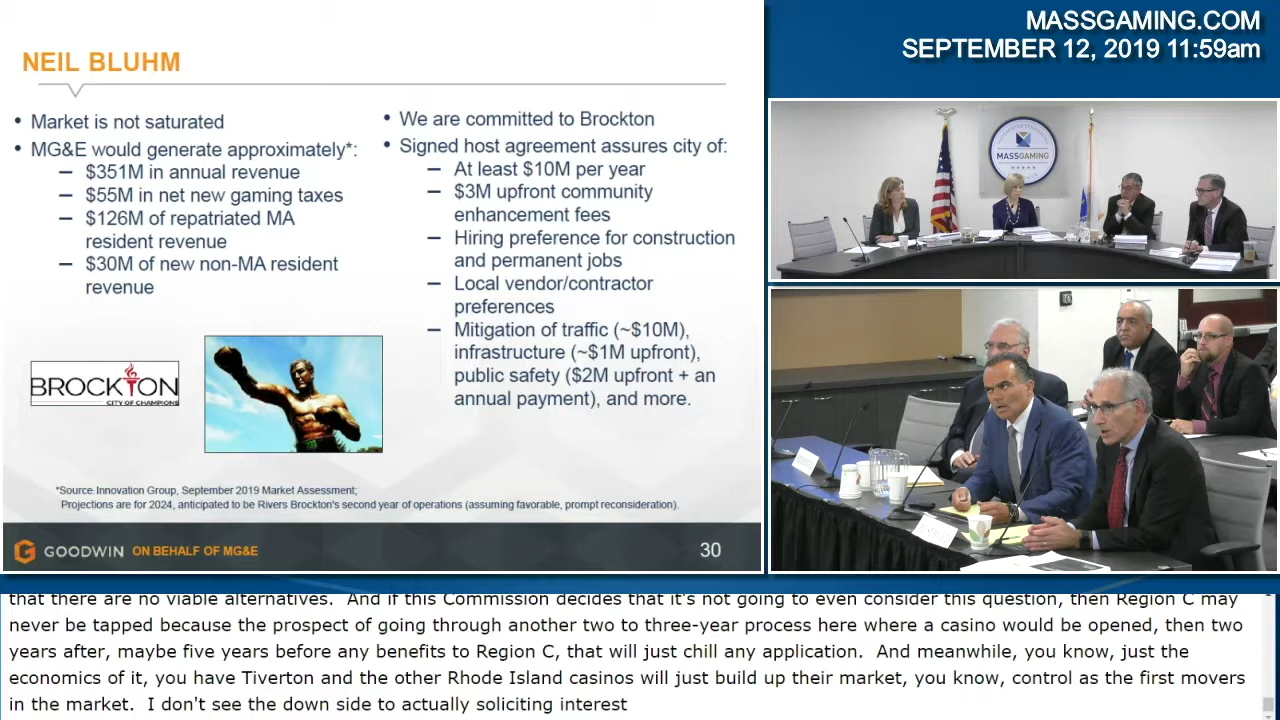 MASSGAMING.COM
SEPTEMBER 12, 2019 11:59am
NEIL BLUHM
• Market is not saturated
• MG&E would generate approximately*:
– $351M in annual revenue
– $55M in net new gaming taxes
– $126M of repatriated MA
resident revenue
– $30M of new non-MA resident
revenue
• We are committed to Brockton
• Signed host agreement assures city of:
– At least $10M per year
– $3M upfront community
enhancement fees
– Hiring preference for construction
and permanent jobs
– Local vendor/contractor
preferences
– Mitigation of traffic (~$10M),
infrastructure (~$1M upfront),
public safety ($2M upfront + an
annual payment), and more.
BROCKTON
CITY OF CHAMPIONS
*Source: Innovation Group, September 2019 Market Assessment;
Projections are for 2024, anticipated to be Rivers Brockton's second year of operations (assuming favorable, prompt reconsideration).
GOODWIN ON BEHALF OF MG&E
30
MASSGAMING
that there are no viable alternatives. And if this Commission decides that it's not going to even consider this question, then Region C may
never be tapped because the prospect of going through another two to three-year process here where a casino would be opened, then two
years after, maybe five years before any benefits to Region C, that will just chill any application. And meanwhile, you know, just the
economics of it, you have Tiverton and the other Rhode Island casinos will just build up their market, you know, control as the first movers
in the market. I don't see the down side to actually soliciting interest